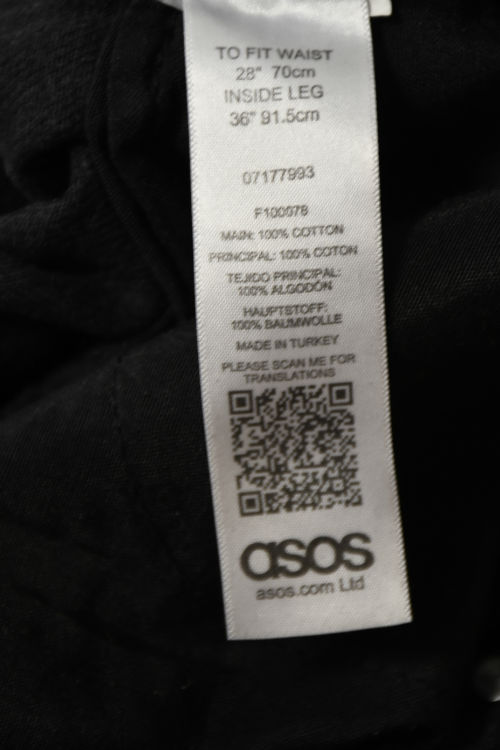 TO FIT WAIST
28" 70cm
INSIDE LEG
36" 91.5cm
07177993
F100078
MAIN: 100% COTTON
PRINCIPAL: 100% COTON
TEJIDO PRINCIPAL:
100% ALGODÓN
HAUPTSTOFF:
100% BAUMWOLLE
MADE IN TURKEY
PLEASE SCAN ME FOR
TRANSLATIONS
asos
asos.com Ltd